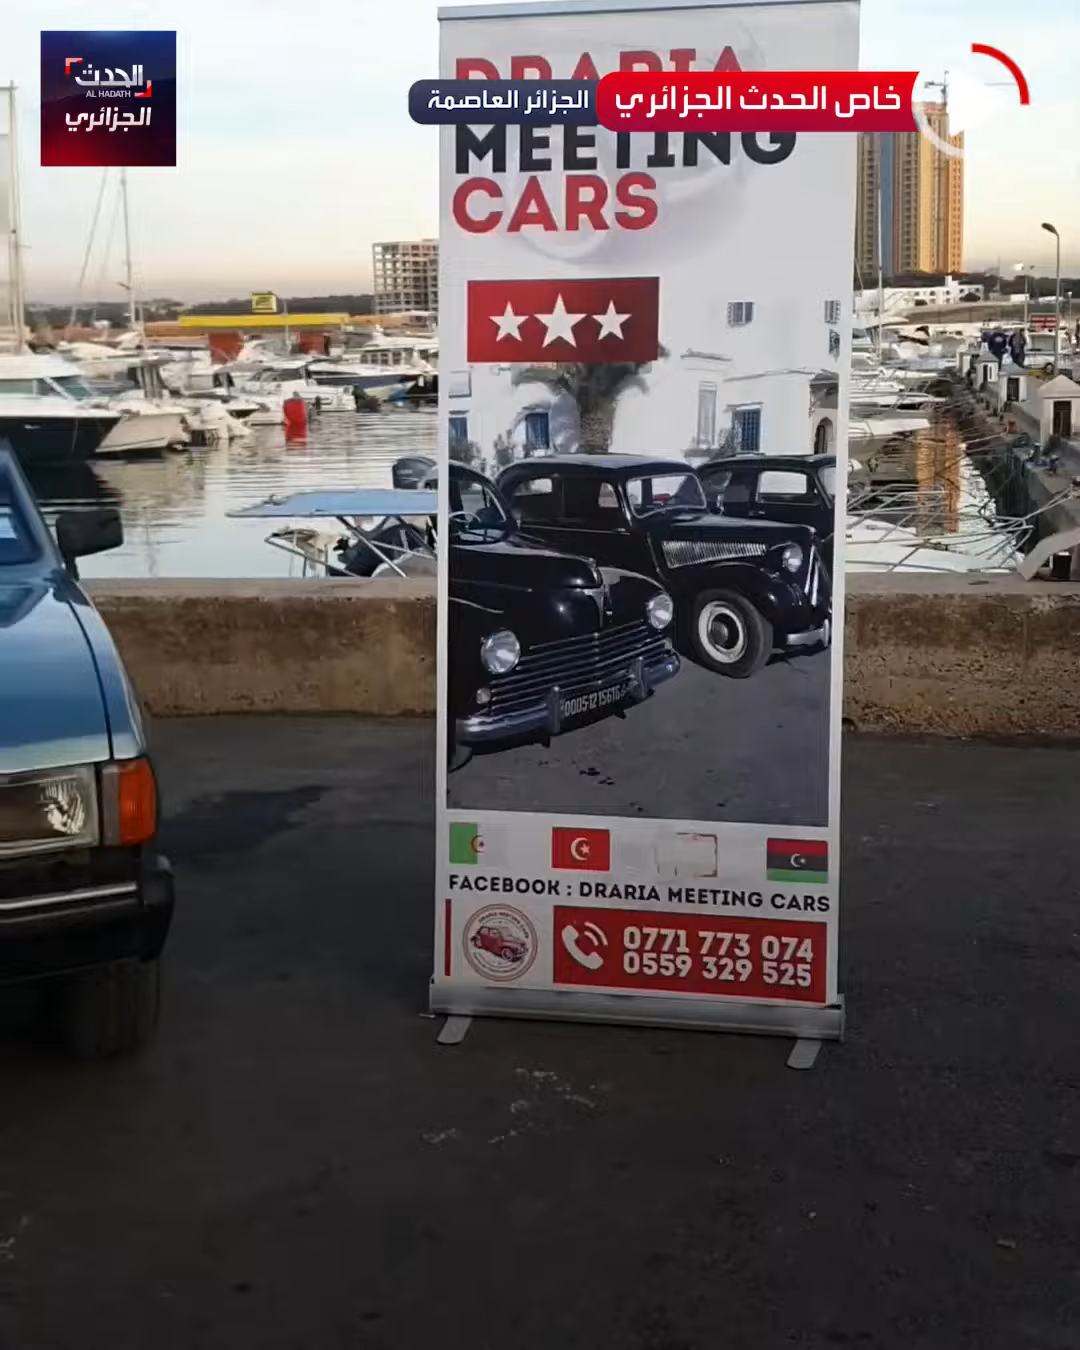 الحدث
AL HADATH
الجزائري
خاص الحدث الجزائري
الجزائر العاصمة
DRARIA
MEETING
CARS
FACEBOOK : DRARIA MEETING CARS
0771 773 074
0559 329 525